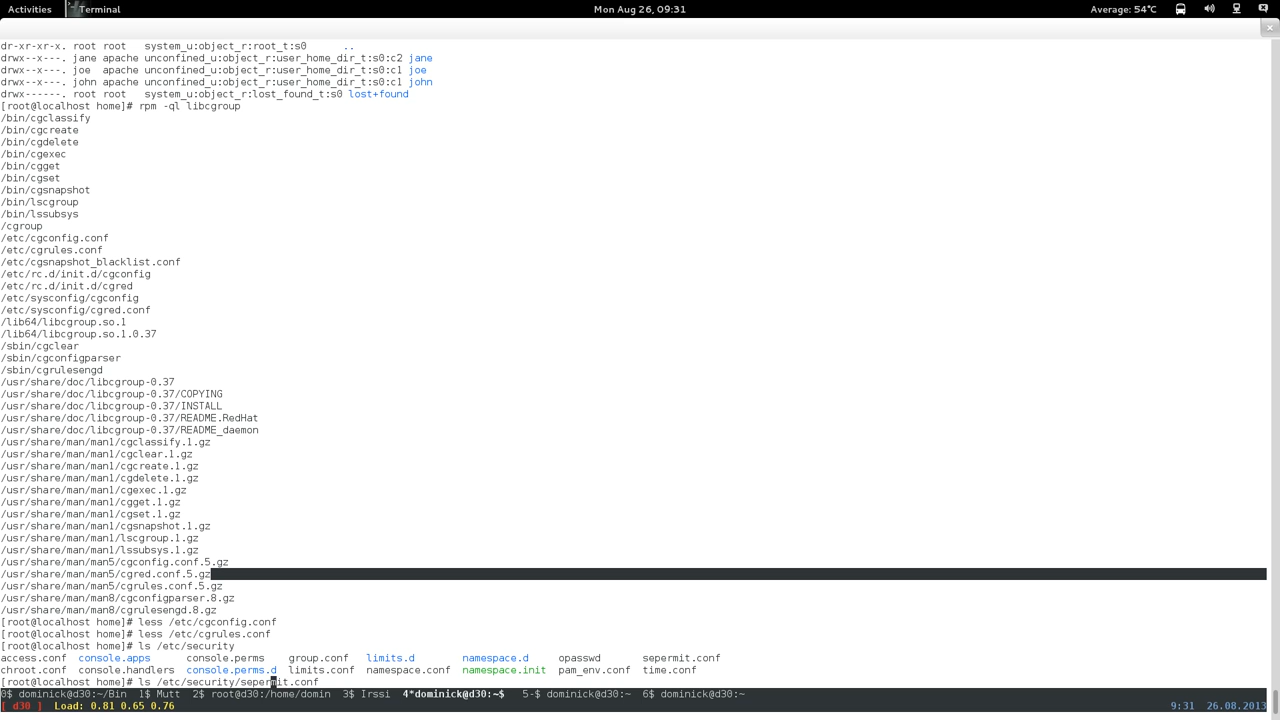 Activities Terminal Mon Aug 26, 09:31 Average: 54°C
dr-xr-xr-x. root root   system_u:object_r:root_t:s0      ..
drwx--x---. jane apache unconfined_u:object_r:user_home_dir_t:s0:c2 jane
drwx--x---. joe  apache unconfined_u:object_r:user_home_dir_t:s0:c1 joe
drwx--x---. john apache unconfined_u:object_r:user_home_dir_t:s0:c1 john
drwx------. root root   system_u:object_r:lost_found_t:s0 lost+found
[root@localhost home]# rpm -ql libcgroup
/bin/cgclassify
/bin/cgcreate
/bin/cgdelete
/bin/cgexec
/bin/cgget
/bin/cgset
/bin/cgsnapshot
/bin/lscgroup
/bin/lssubsys
/cgroup
/etc/cgconfig.conf
/etc/cgrules.conf
/etc/cgsnapshot_blacklist.conf
/etc/rc.d/init.d/cgconfig
/etc/rc.d/init.d/cgred
/etc/sysconfig/cgconfig
/etc/sysconfig/cgred.conf
/lib64/libcgroup.so.1
/lib64/libcgroup.so.1.0.37
/sbin/cgclear
/sbin/cgconfigparser
/sbin/cgrulesengd
/usr/share/doc/libcgroup-0.37
/usr/share/doc/libcgroup-0.37/COPYING
/usr/share/doc/libcgroup-0.37/INSTALL
/usr/share/doc/libcgroup-0.37/README.RedHat
/usr/share/doc/libcgroup-0.37/README_daemon
/usr/share/man/man1/cgclassify.1.gz
/usr/share/man/man1/cgclear.1.gz
/usr/share/man/man1/cgcreate.1.gz
/usr/share/man/man1/cgdelete.1.gz
/usr/share/man/man1/cgexec.1.gz
/usr/share/man/man1/cgget.1.gz
/usr/share/man/man1/cgset.1.gz
/usr/share/man/man1/cgsnapshot.1.gz
/usr/share/man/man1/lscgroup.1.gz
/usr/share/man/man1/lssubsys.1.gz
/usr/share/man/man5/cgconfig.conf.5.gz
/usr/share/man/man5/cgred.conf.5.gz
/usr/share/man/man5/cgrules.conf.5.gz
/usr/share/man/man8/cgconfigparser.8.gz
/usr/share/man/man8/cgrulesengd.8.gz
[root@localhost home]# less /etc/cgconfig.conf
[root@localhost home]# less /etc/cgrules.conf
[root@localhost home]# ls /etc/security
access.conf  console.apps      console.perms    group.conf   limits.d        namespace.d     opasswd       sepermit.conf
chroot.conf  console.handlers  console.perms.d  limits.conf  namespace.conf  namespace.init  pam_env.conf  time.conf
[root@localhost home]# ls /etc/security/sepermit.conf
0$ dominick@d30:~/Bin  1$ Mutt  2$ root@d30:/home/domin  3$ Irssi  4*dominick@d30:~$   5-$ dominick@d30:~  6$ dominick@d30:~
[ d30 ]  Load: 0.81 0.65 0.76 9:31  26.08.2013